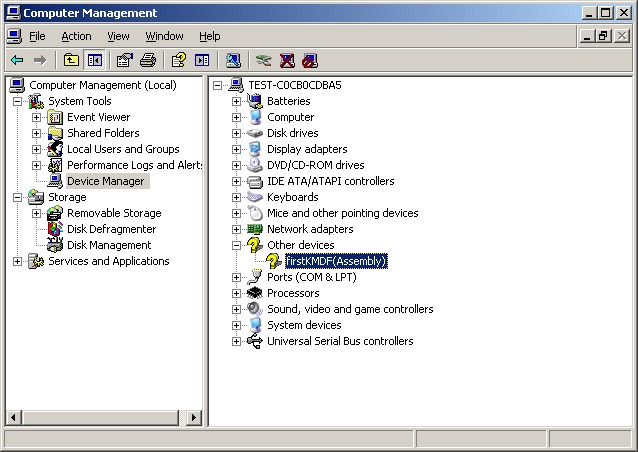 Computer Management
File Action View Window Help
Computer Management (Local)
System Tools
Event Viewer
Shared Folders
Local Users and Groups
Performance Logs and Alerts
Device Manager
Storage
Removable Storage
Disk Defragmenter
Disk Management
Services and Applications
TEST-C0CB0CDBA5
Batteries
Computer
Disk drives
Display adapters
DVD/CD-ROM drives
IDE ATA/ATAPI controllers
Keyboards
Mice and other pointing devices
Network adapters
Other devices
firstKMDF(Assembly)
Ports (COM & LPT)
Processors
Sound, video and game controllers
System devices
Universal Serial Bus controllers